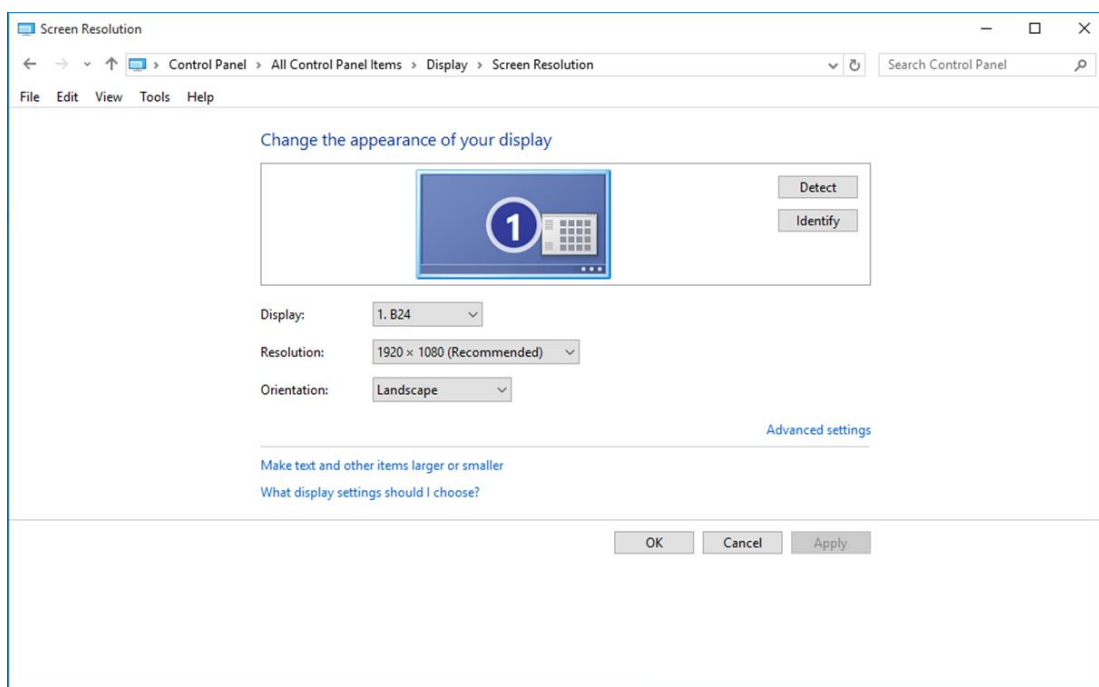 Screen Resolution
Control Panel > All Control Panel Items > Display > Screen Resolution
Search Control Panel
File Edit View Tools Help
Change the appearance of your display
1
Detect
Identify
Display: 1. B24
Resolution: 1920 × 1080 (Recommended)
Orientation: Landscape
Advanced settings
Make text and other items larger or smaller
What display settings should I choose?
OK Cancel Apply